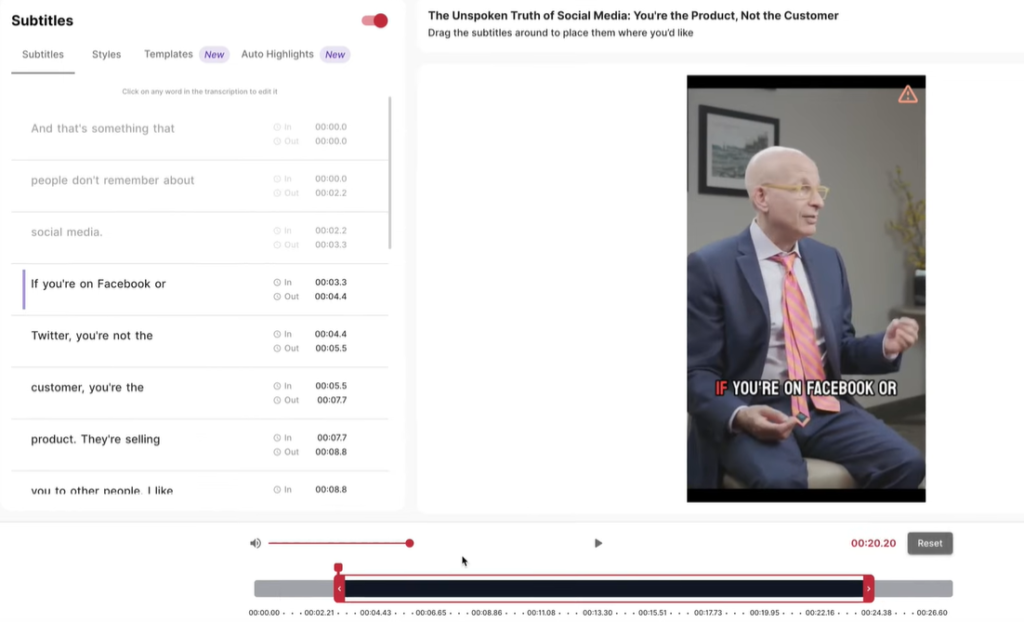 Subtitles
Subtitles Styles Templates New Auto Highlights New
Click on any word in the transcription to edit it
And that's something that
In 00:00.0
Out 00:00.0
people don't remember about
In 00:00.0
Out 00:02.2
social media.
In 00:02.2
Out 00:03.3
If you're on Facebook or
In 00:03.3
Out 00:04.4
Twitter, you're not the
In 00:04.4
Out 00:05.5
customer, you're the
In 00:05.5
Out 00:07.7
product. They're selling
In 00:07.7
Out 00:08.8
you to other people. I like
In 00:08.8
The Unspoken Truth of Social Media: You're the Product, Not the Customer
Drag the subtitles around to place them where you'd like
IF YOU'RE ON FACEBOOK OR
00:20.20 Reset
00:00.00 00:02.21 00:04.43 00:06.65 00:08.86 00:11.08 00:13.30 00:15.51 00:17.73 00:19.95 00:22.16 00:24.38 00:26.60